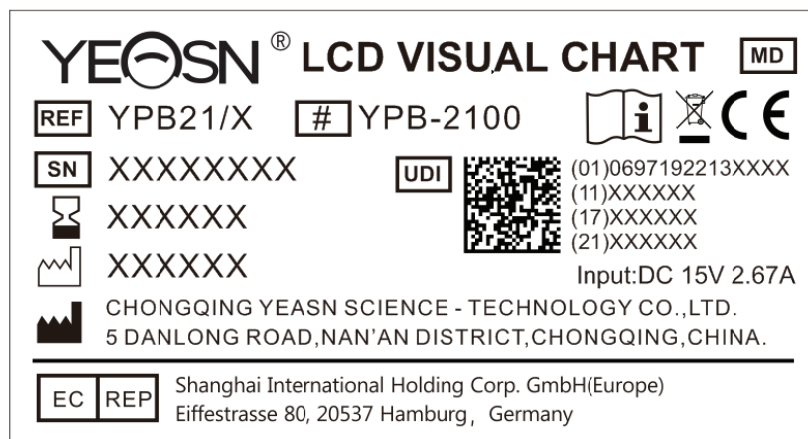 YEASN ® LCD VISUAL CHART MD
REF YPB21/X # YPB-2100 i CE
SN XXXXXXXX UDI (01)0697192213XXXX
XXXXXX (11)XXXXXX
(17)XXXXXX
XXXXXX (21)XXXXXX
Input:DC 15V 2.67A
CHONGQING YEASN SCIENCE - TECHNOLOGY CO.,LTD.
5 DANLONG ROAD,NAN'AN DISTRICT,CHONGQING,CHINA.
EC REP Shanghai International Holding Corp. GmbH(Europe)
Eiffestrasse 80, 20537 Hamburg, Germany